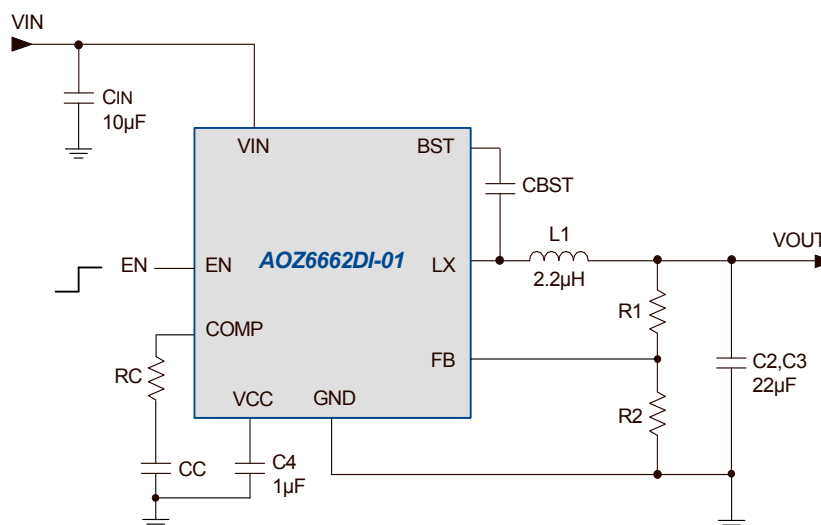 VIN
CIN
10µF
VIN
BST
CBST
L1
2.2µH
VOUT
EN
EN
AOZ6662DI-01
LX
R1
COMP
FB
C2,C3
22µF
RC
VCC
GND
R2
CC
C4
1µF